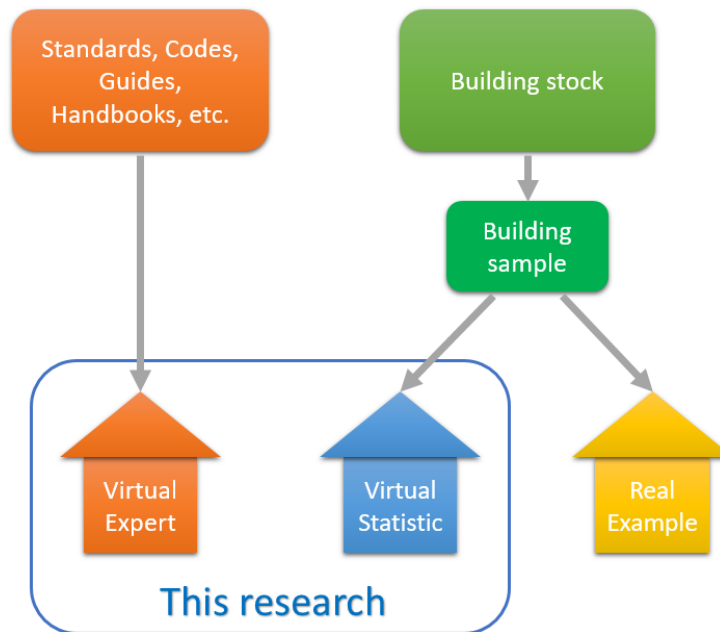 Standards, Codes,
Guides,
Handbooks, etc.
Building stock
Building
sample
Virtual
Expert
Virtual
Statistic
Real
Example
This research